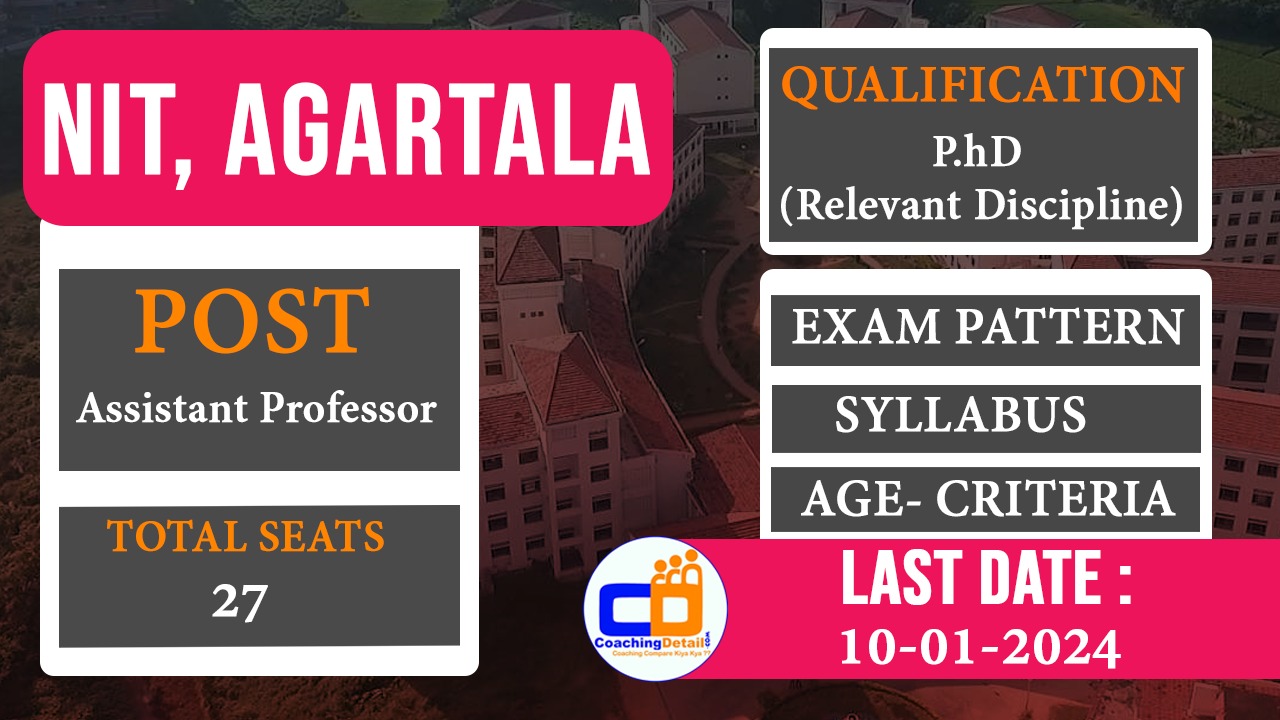 NIT, AGARTALA
POST
Assistant Professor
TOTAL SEATS
27
QUALIFICATION
P.hD
(Relevant Discipline)
EXAM PATTERN
SYLLABUS
AGE- CRITERIA
LAST DATE :
10-01-2024
CoachingDetail.com
Coaching Compare Kiya Kya ??